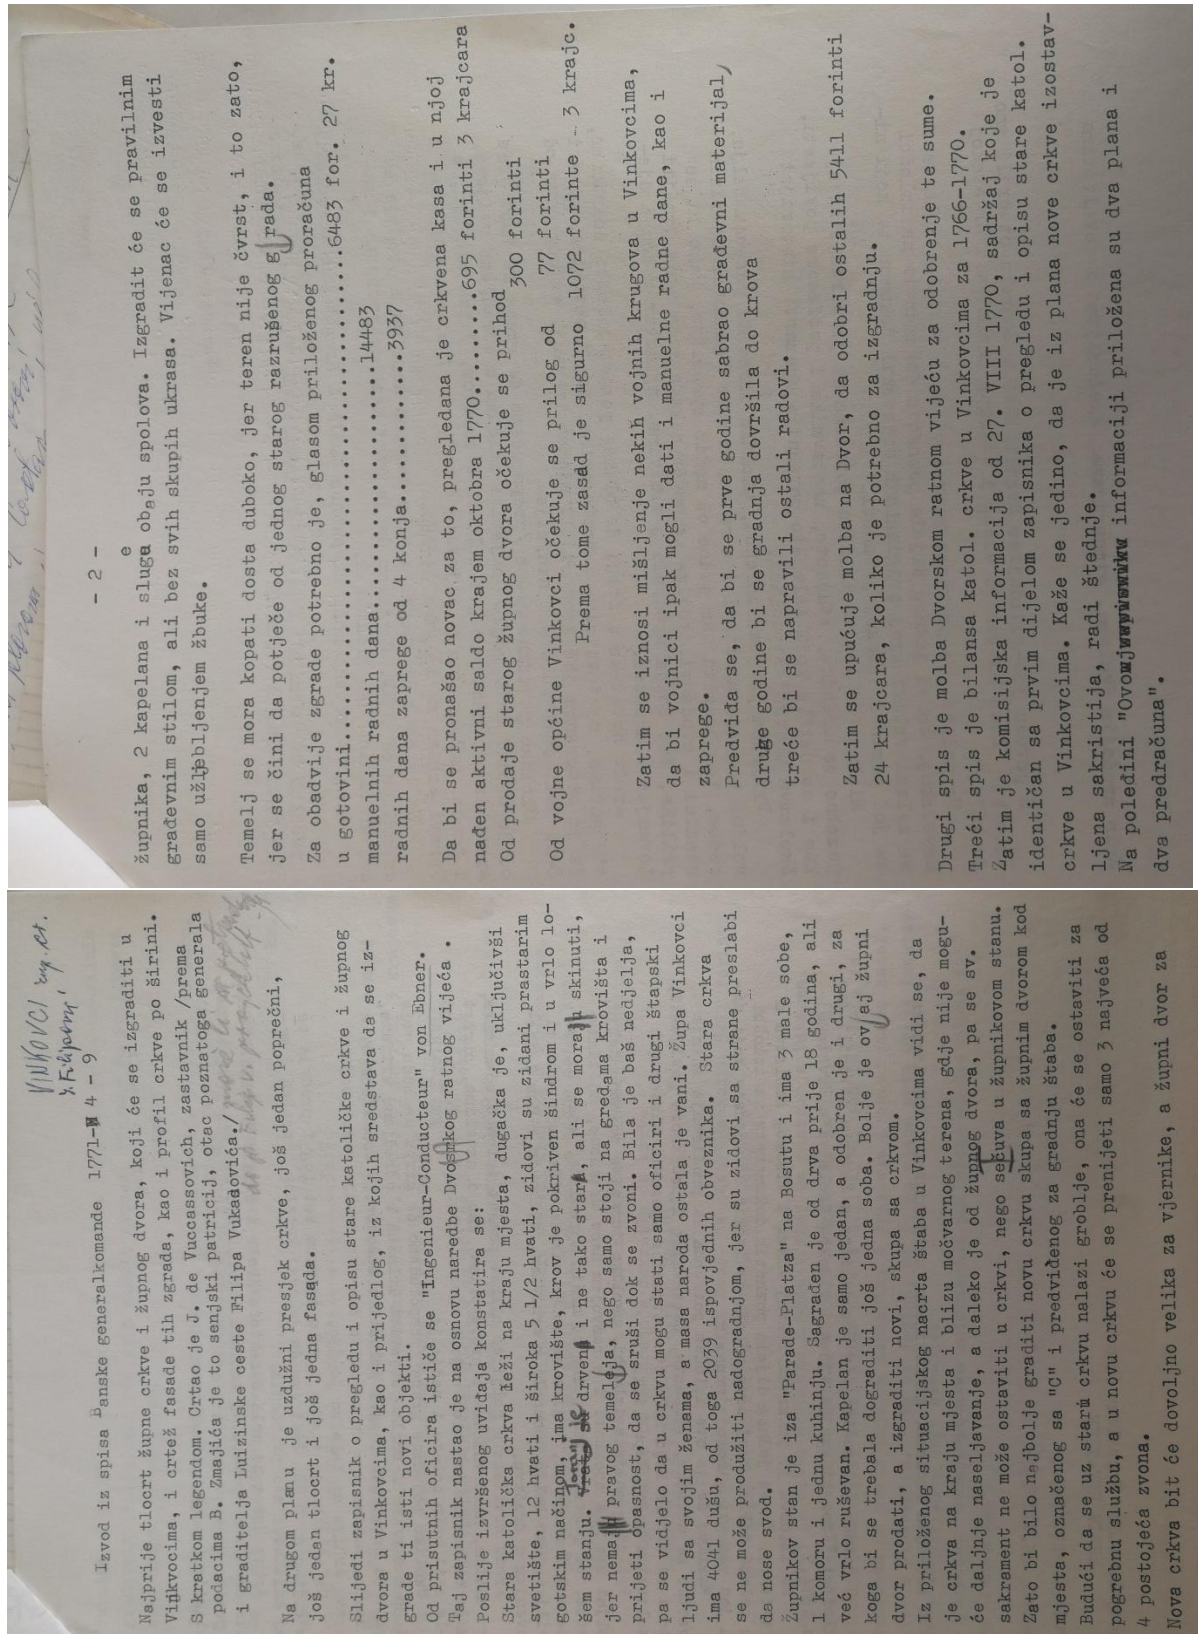 VINKOVCI rkp. cr.
Ž. Filipović
Izvod iz spisa Banske generalkomande 1771-4 - 9
Najprije tlocrt župne crkve i župnog dvora, koji će se izgraditi u
Vinkvocima, i crtež fasade tih zgrada, kao i profil crkve po širini.
S kratkom legendom. Crtao je J. de Vuccassovich, zastavnik /prema
podacima B. Zmajića je to senjski patricij, otac poznatoga generala
i graditelja Luizinske ceste Filipa Vukasovića./
Na drugom planu je uzdužni presjek crkve, još jedan poprečni,
još jedan tlocrt i još jedna fasada.
Slijedi zapisnik o pregledu i opisu stare katoličke crkve i župnog
dvora u Vinkovcima, kao i prijedlog, iz kojih sredstava da se iz-
grade ti isti novi objekti.
Od prisutnih oficira ističe se "Ingenieur-Conducteur" von Ebner.
Taj zapisnik nastao je na osnovu naredbe Dvorskog ratnog vijeća .
Poslije izvršenog uviđaja konstatira se:
Stara katolička crkva leži na kraju mjesta, dugačka je, uključivši
svetište, 12 hvati i široka 5 1/2 hvati, zidovi su zidani prastarim
gotskim načinom, ima krovište, krov je pokriven šindrom i u vrlo lo-
šem stanju. Toranj je drven i ne tako star, ali se mora skinuti,
jer nema pravog temelja, nego samo stoji na gredama krovišta i
prijeti opasnost, da se sruši dok se zvoni. Bila je baš nedjelja,
pa se vidjelo da u crkvu mogu stati samo oficiri i drugi štapski
ljudi sa svojim ženama, a masa naroda ostala je vani. Župa Vinkovci
ima 4041 dušu, od toga 2039 ispovjednih obveznika. Stara crkva
se ne može produžiti nadogradnjom, jer su zidovi sa strane preslabi
da nose svod.
Župnikov stan je iza "Parade-Platza" na Bosutu i ima 3 male sobe,
1 komoru i jednu kuhinju. Sagrađen je od drva prije 18 godina, ali
već vrlo ruševan. Kapelan je samo jedan, a odobren je i drugi, za
koga bi se trebala dograditi još jedna soba. Bolje je ovaj župni
dvor prodati, a izgraditi novi, skupa sa crkvom.
Iz priloženog situacijskog nacrta štaba u Vinkovcima vidi se, da
je crkva na kraju mjesta i blizu močvarnog terena, gdje nije mogu-
će daljnje naseljavanje, a daleko je od župnog dvora, pa se sv.
sakrament ne može ostaviti u crkvi, nego se čuva u župnikovom stanu.
Zato bi bilo najbolje graditi novu crkvu skupa sa župnim dvorom kod
mjesta, označenog sa "C" i predviđenog za gradnju štaba.
Budući da se uz staru crkvu nalazi groblje, ona će se ostaviti za
pogrebnu službu, a u novu crkvu će se prenijeti samo 3 najveća od
4 postojeća zvona.
Nova crkva bit će dovoljno velika za vjernike, a župni dvor za
- 2 -
župnika, 2 kapelana i sluge obaju spolova. Izgradit će se pravilnim
građevnim stilom, ali bez svih skupih ukrasa. Vijenac će se izvesti
samo užljebljenjem žbuke.
Temelj se mora kopati dosta duboko, jer teren nije čvrst, i to zato,
jer se čini da potječe od jednog starog razrušenog grada.
Za obadvije zgrade potrebno je, glasom priloženog proračuna
u gotovini..............................6483 for. 27 kr.
manuelnih radnih dana.....................14483
radnih dana zaprege od 4 konja............3937
Da bi se pronašao novac za to, pregledana je crkvena kasa i u njoj
nađen aktivni saldo krajem oktobra 1770........695 forinti 3 krajcara
Od prodaje starog župnog dvora očekuje se prihod 300 forinti
Od vojne općine Vinkovci očekuje se prilog od 77 forinti
Prema tome zasad je sigurno 1072 forinte - 3 krajc.
Zatim se iznosi mišljenje nekih vojnih krugova u Vinkovcima,
da bi vojnici ipak mogli dati i manuelne radne dane, kao i
zaprege.
Predviđa se, da bi se prve godine sabrao građevni materijal,
druge godine bi se gradnja dovršila do krova
treće bi se napravili ostali radovi.
Zatim se upućuje molba na Dvor, da odobri ostalih 5411 forinti
24 krajcara, koliko je potrebno za izgradnju.
Drugi spis je molba Dvorskom ratnom vijeću za odobrenje te sume.
Treći spis je bilansa katol. crkve u Vinkovcima za 1766-1770.
Zatim je komisijska informacija od 27. VIII 1770, sadržaj koje je
identičan sa prvim dijelom zapisnika o pregledu i opisu stare katol.
crkve u Vinkovcima. Kaže se jedino, da je iz plana nove crkve izostav-
ljena sakristija, radi štednje.
Na poleđini "Ovoj informaciji priložena su dva plana i
dva predračuna".